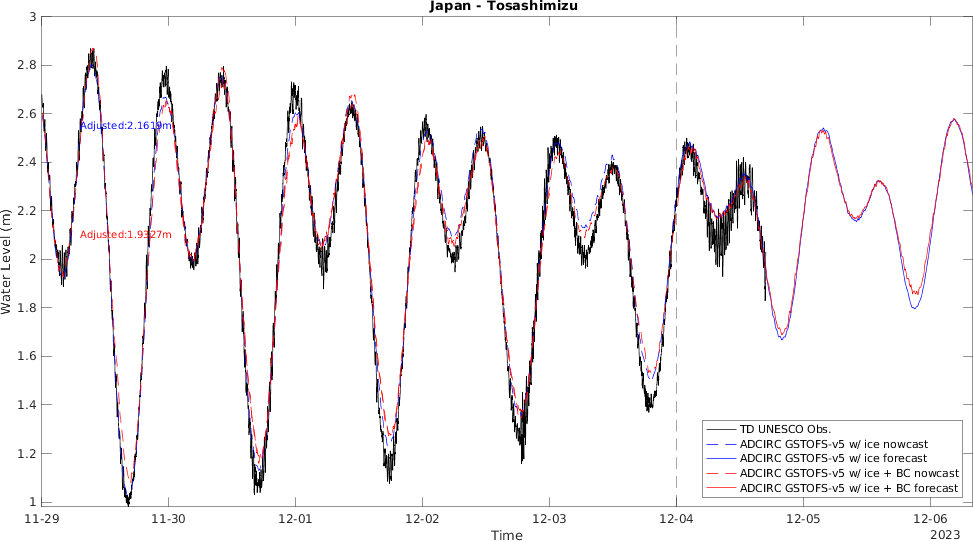 Japan - Tosashimizu
Water Level (m)
3
2.8
2.6
2.4
2.2
2
1.8
1.6
1.4
1.2
1
Adjusted:2.1619m
Adjusted:1.9327m
TD UNESCO Obs.
ADCIRC GSTOFS-v5 w/ ice nowcast
ADCIRC GSTOFS-v5 w/ ice forecast
ADCIRC GSTOFS-v5 w/ ice + BC nowcast
ADCIRC GSTOFS-v5 w/ ice + BC forecast
11-29 11-30 12-01 12-02 12-03 12-04 12-05 12-06
Time
2023